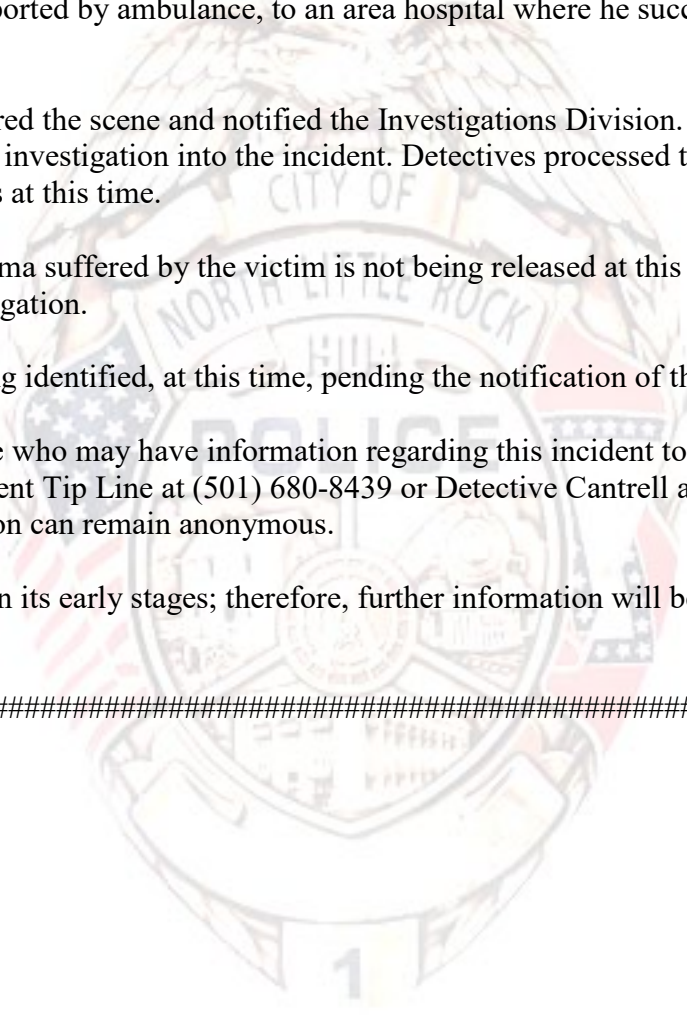 ported by ambulance, to an area hospital where he succ
red the scene and notified the Investigations Division.
investigation into the incident. Detectives processed t
s at this time.
CITY OF
ma suffered by the victim is not being released at this
gation.
NORTH LITTLE ROCK
g identified, at this time, pending the notification of th
POLICE
e who may have information regarding this incident to
ent Tip Line at (501) 680-8439 or Detective Cantrell a
on can remain anonymous.
n its early stages; therefore, further information will b
###########################################
1